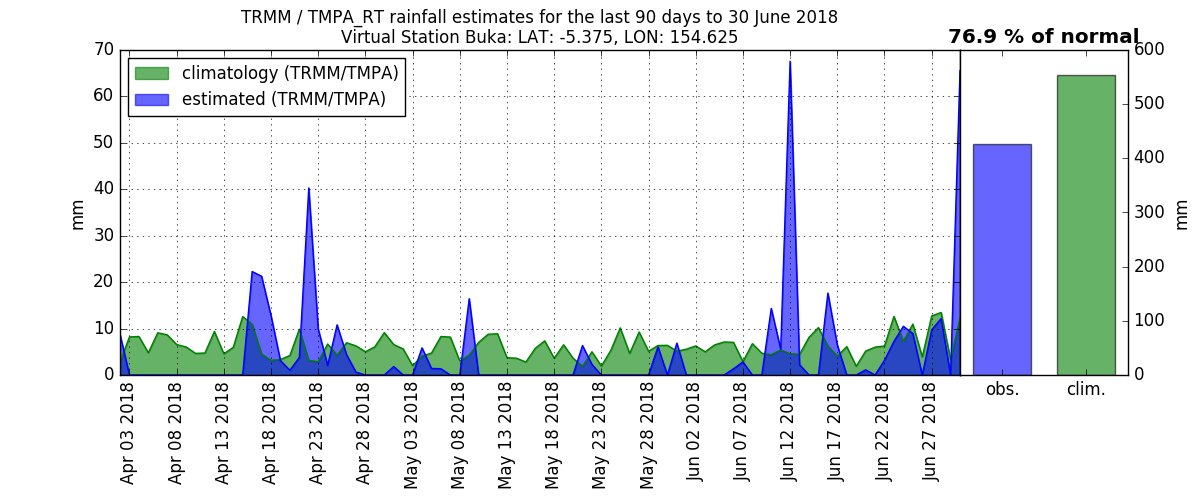 TRMM / TMPA_RT rainfall estimates for the last 90 days to 30 June 2018
Virtual Station Buka: LAT: -5.375, LON: 154.625
76.9 % of normal
climatology (TRMM/TMPA)
estimated (TRMM/TMPA)
mm
70
60
50
40
30
20
10
0
Apr 03 2018
Apr 08 2018
Apr 13 2018
Apr 18 2018
Apr 23 2018
Apr 28 2018
May 03 2018
May 08 2018
May 13 2018
May 18 2018
May 23 2018
May 28 2018
Jun 02 2018
Jun 07 2018
Jun 12 2018
Jun 17 2018
Jun 22 2018
Jun 27 2018
obs.
clim.
600
500
400
300
200
100
0
mm